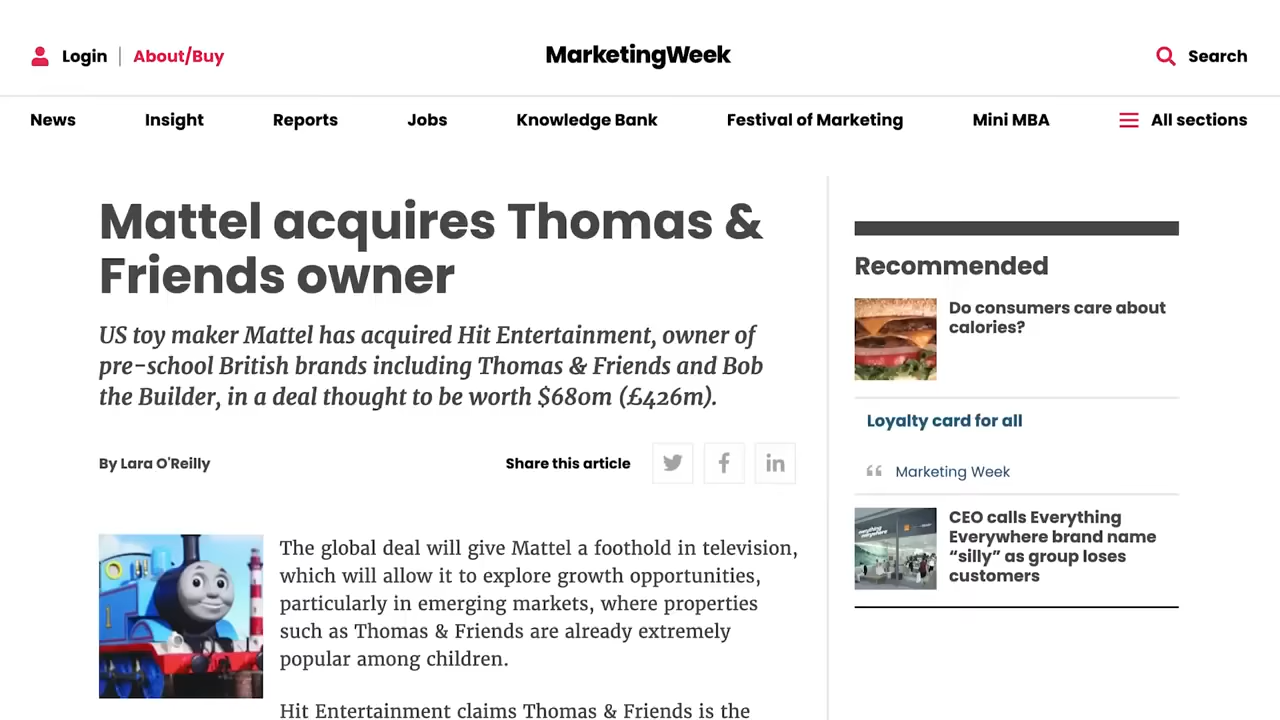 Login
About/Buy
MarketingWeek
Search
News
Insight
Reports
Jobs
Knowledge Bank
Festival of Marketing
Mini MBA
All sections
Mattel acquires Thomas &
Friends owner
US toy maker Mattel has acquired Hit Entertainment, owner of
pre-school British brands including Thomas & Friends and Bob
the Builder, in a deal thought to be worth $680m (£426m).
By Lara O'Reilly
Share this article
The global deal will give Mattel a foothold in television,
which will allow it to explore growth opportunities,
particularly in emerging markets, where properties
such as Thomas & Friends are already extremely
popular among children.
Hit Entertainment claims Thomas & Friends is the
Recommended
Do consumers care about
calories?
Loyalty card for all
Marketing Week
CEO calls Everything
Everywhere brand name
“silly” as group loses
customers